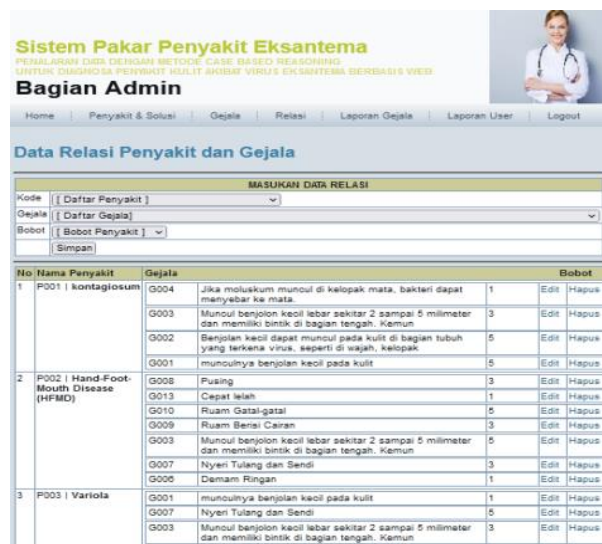 Sistem Pakar Penyakit Eksantema
PENALARAN DATA DENGAN METODE CASE BASED REASONING
UNTUK DIAGNOSA PENYAKIT KULIT AKIBAT VIRUS EKSANTEMA BERBASIS WEB
Bagian Admin
Home | Penyakit & Solusi | Gejala | Relasi | Laporan Gejala | Laporan User | Logout
Data Relasi Penyakit dan Gejala
MASUKAN DATA RELASI
Kode [ Daftar Penyakit ]
Gejala [ Daftar Gejala]
Bobot [ Bobot Penyakit ]
Simpan
No Nama Penyakit Gejala Bobot
1 P001 | kontagiosum G004 Jika moluskum muncul di kelopak mata, bakteri dapat 1 Edit Hapus
menyebar ke mata.
G003 Muncul benjolon kecil lebar sekitar 2 sampai 5 milimeter 3 Edit Hapus
dan memiliki bintik di bagian tengah. Kemun
G002 Benjolan kecil dapat muncul pada kulit di bagian tubuh 5 Edit Hapus
yang terkena virus, seperti di wajah, kelopak
G001 munculnya benjolan kecil pada kulit 5 Edit Hapus
2 P002 | Hand-Foot- G008 Pusing 3 Edit Hapus
Mouth Disease G013 Cepat lelah 1 Edit Hapus
(HFMD) G010 Ruam Gatal-gatal 5 Edit Hapus
G009 Ruam Berisi Cairan 3 Edit Hapus
G003 Muncul benjolon kecil lebar sekitar 2 sampai 5 milimeter 5 Edit Hapus
dan memiliki bintik di bagian tengah. Kemun
G007 Nyeri Tulang dan Sendi 3 Edit Hapus
G006 Demam Ringan 1 Edit Hapus
3 P003 | Variola G001 munculnya benjolan kecil pada kulit 1 Edit Hapus
G007 Nyeri Tulang dan Sendi 5 Edit Hapus
G003 Muncul benjolon kecil lebar sekitar 2 sampai 5 milimeter 3 Edit Hapus
dan memiliki bintik di bagian tengah. Kemun